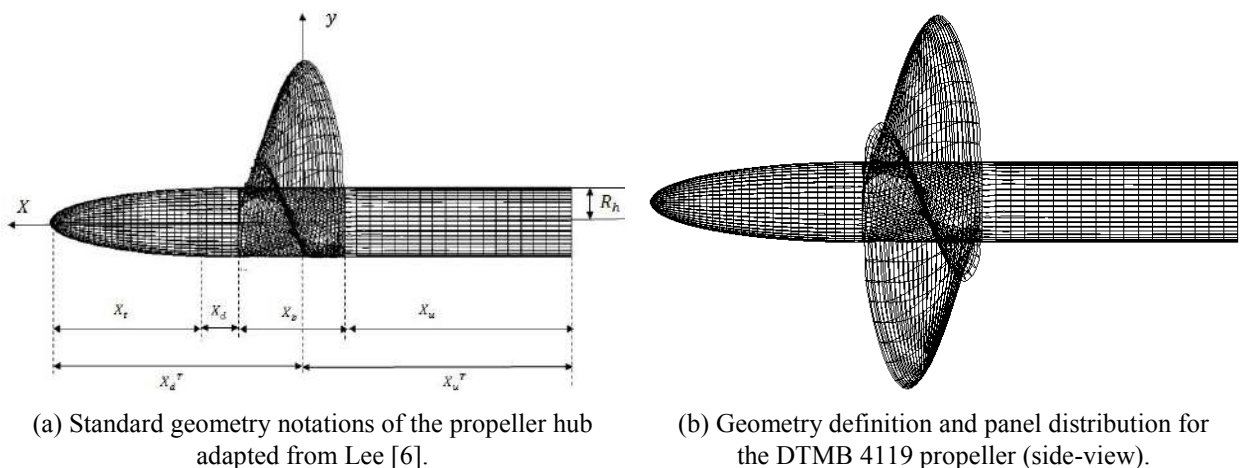 y
X
R_h
X_t X_d X_s X_u
X_d^T X_u^T
(a) Standard geometry notations of the propeller hub
adapted from Lee [6].
(b) Geometry definition and panel distribution for
the DTMB 4119 propeller (side-view).